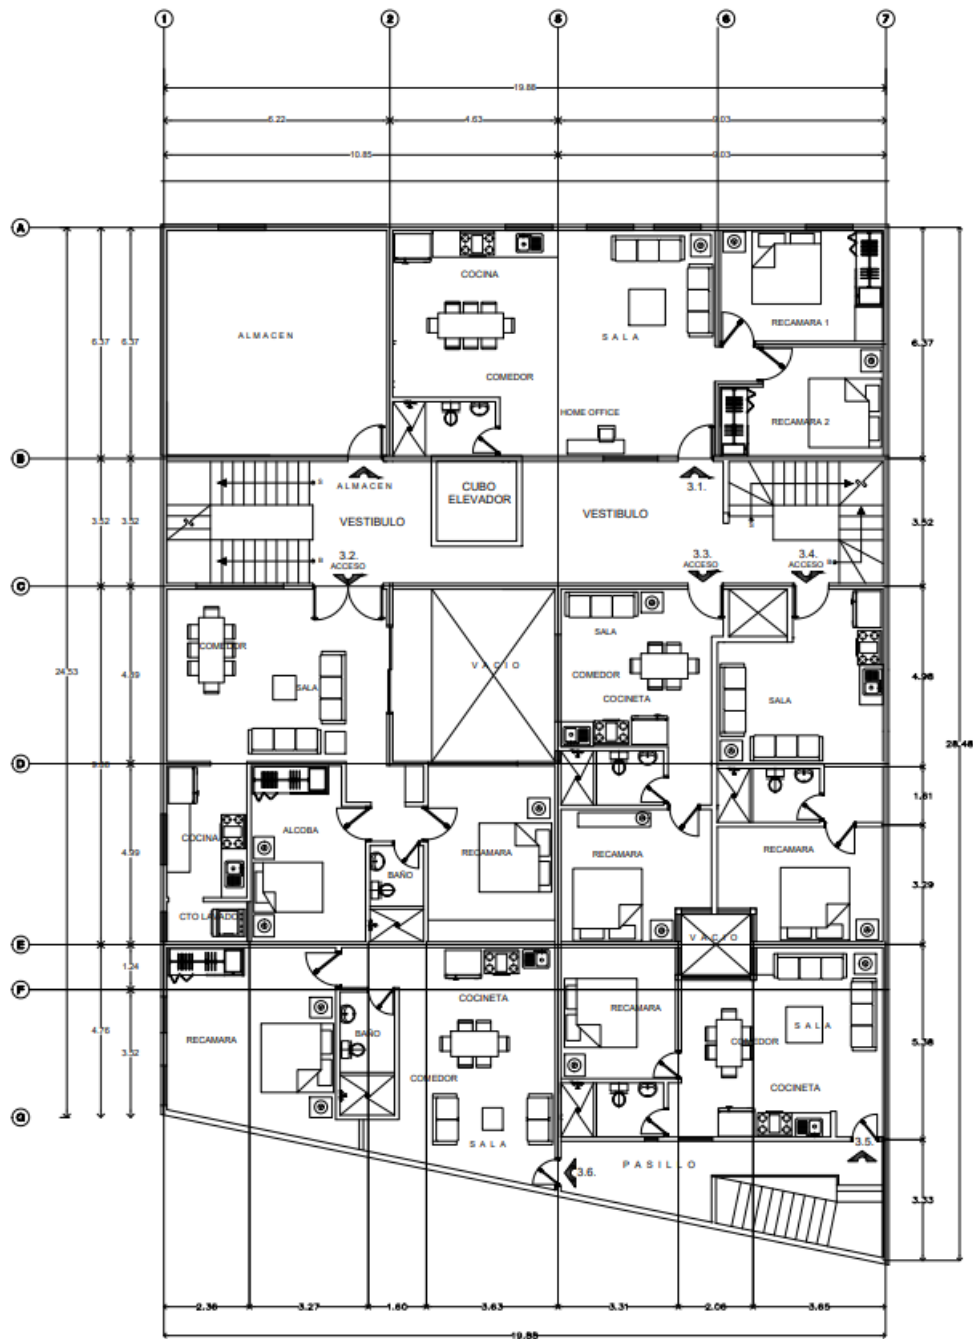 1 2 5 6 7
19.88
6.22 4.63 9.03
10.85 9.03
A
COCINA
RECAMARA 1
ALMACEN
SALA
6.37 6.37 6.37
COMEDOR
HOME OFFICE
RECAMARA 2
B
ALMACEN
CUBO
ELEVADOR
3.1.
VESTIBULO
VESTIBULO
3.52 3.52 3.52
3.2.
ACCESO
3.3.
ACCESO
3.4.
ACCESO
C
SALA
COMEDOR
VACIO
24.53
COMEDOR
4.98
SALA
COCINETA
SALA
28.48
D
1.61
COCINA
ALCOBA
RECAMARA
RECAMARA
RECAMARA
BAÑO
3.29
CTO LAVADO
VACIO
E
1.24
F
COCINETA
RECAMARA
SALA
4.76 3.52
RECAMARA
BAÑO
COMEDOR
COMEDOR
5.38
COCINETA
G
SALA
3.5.
PASILLO
3.6.
3.33
2.36 3.27 1.60 3.63 3.31 2.06 3.65
19.88